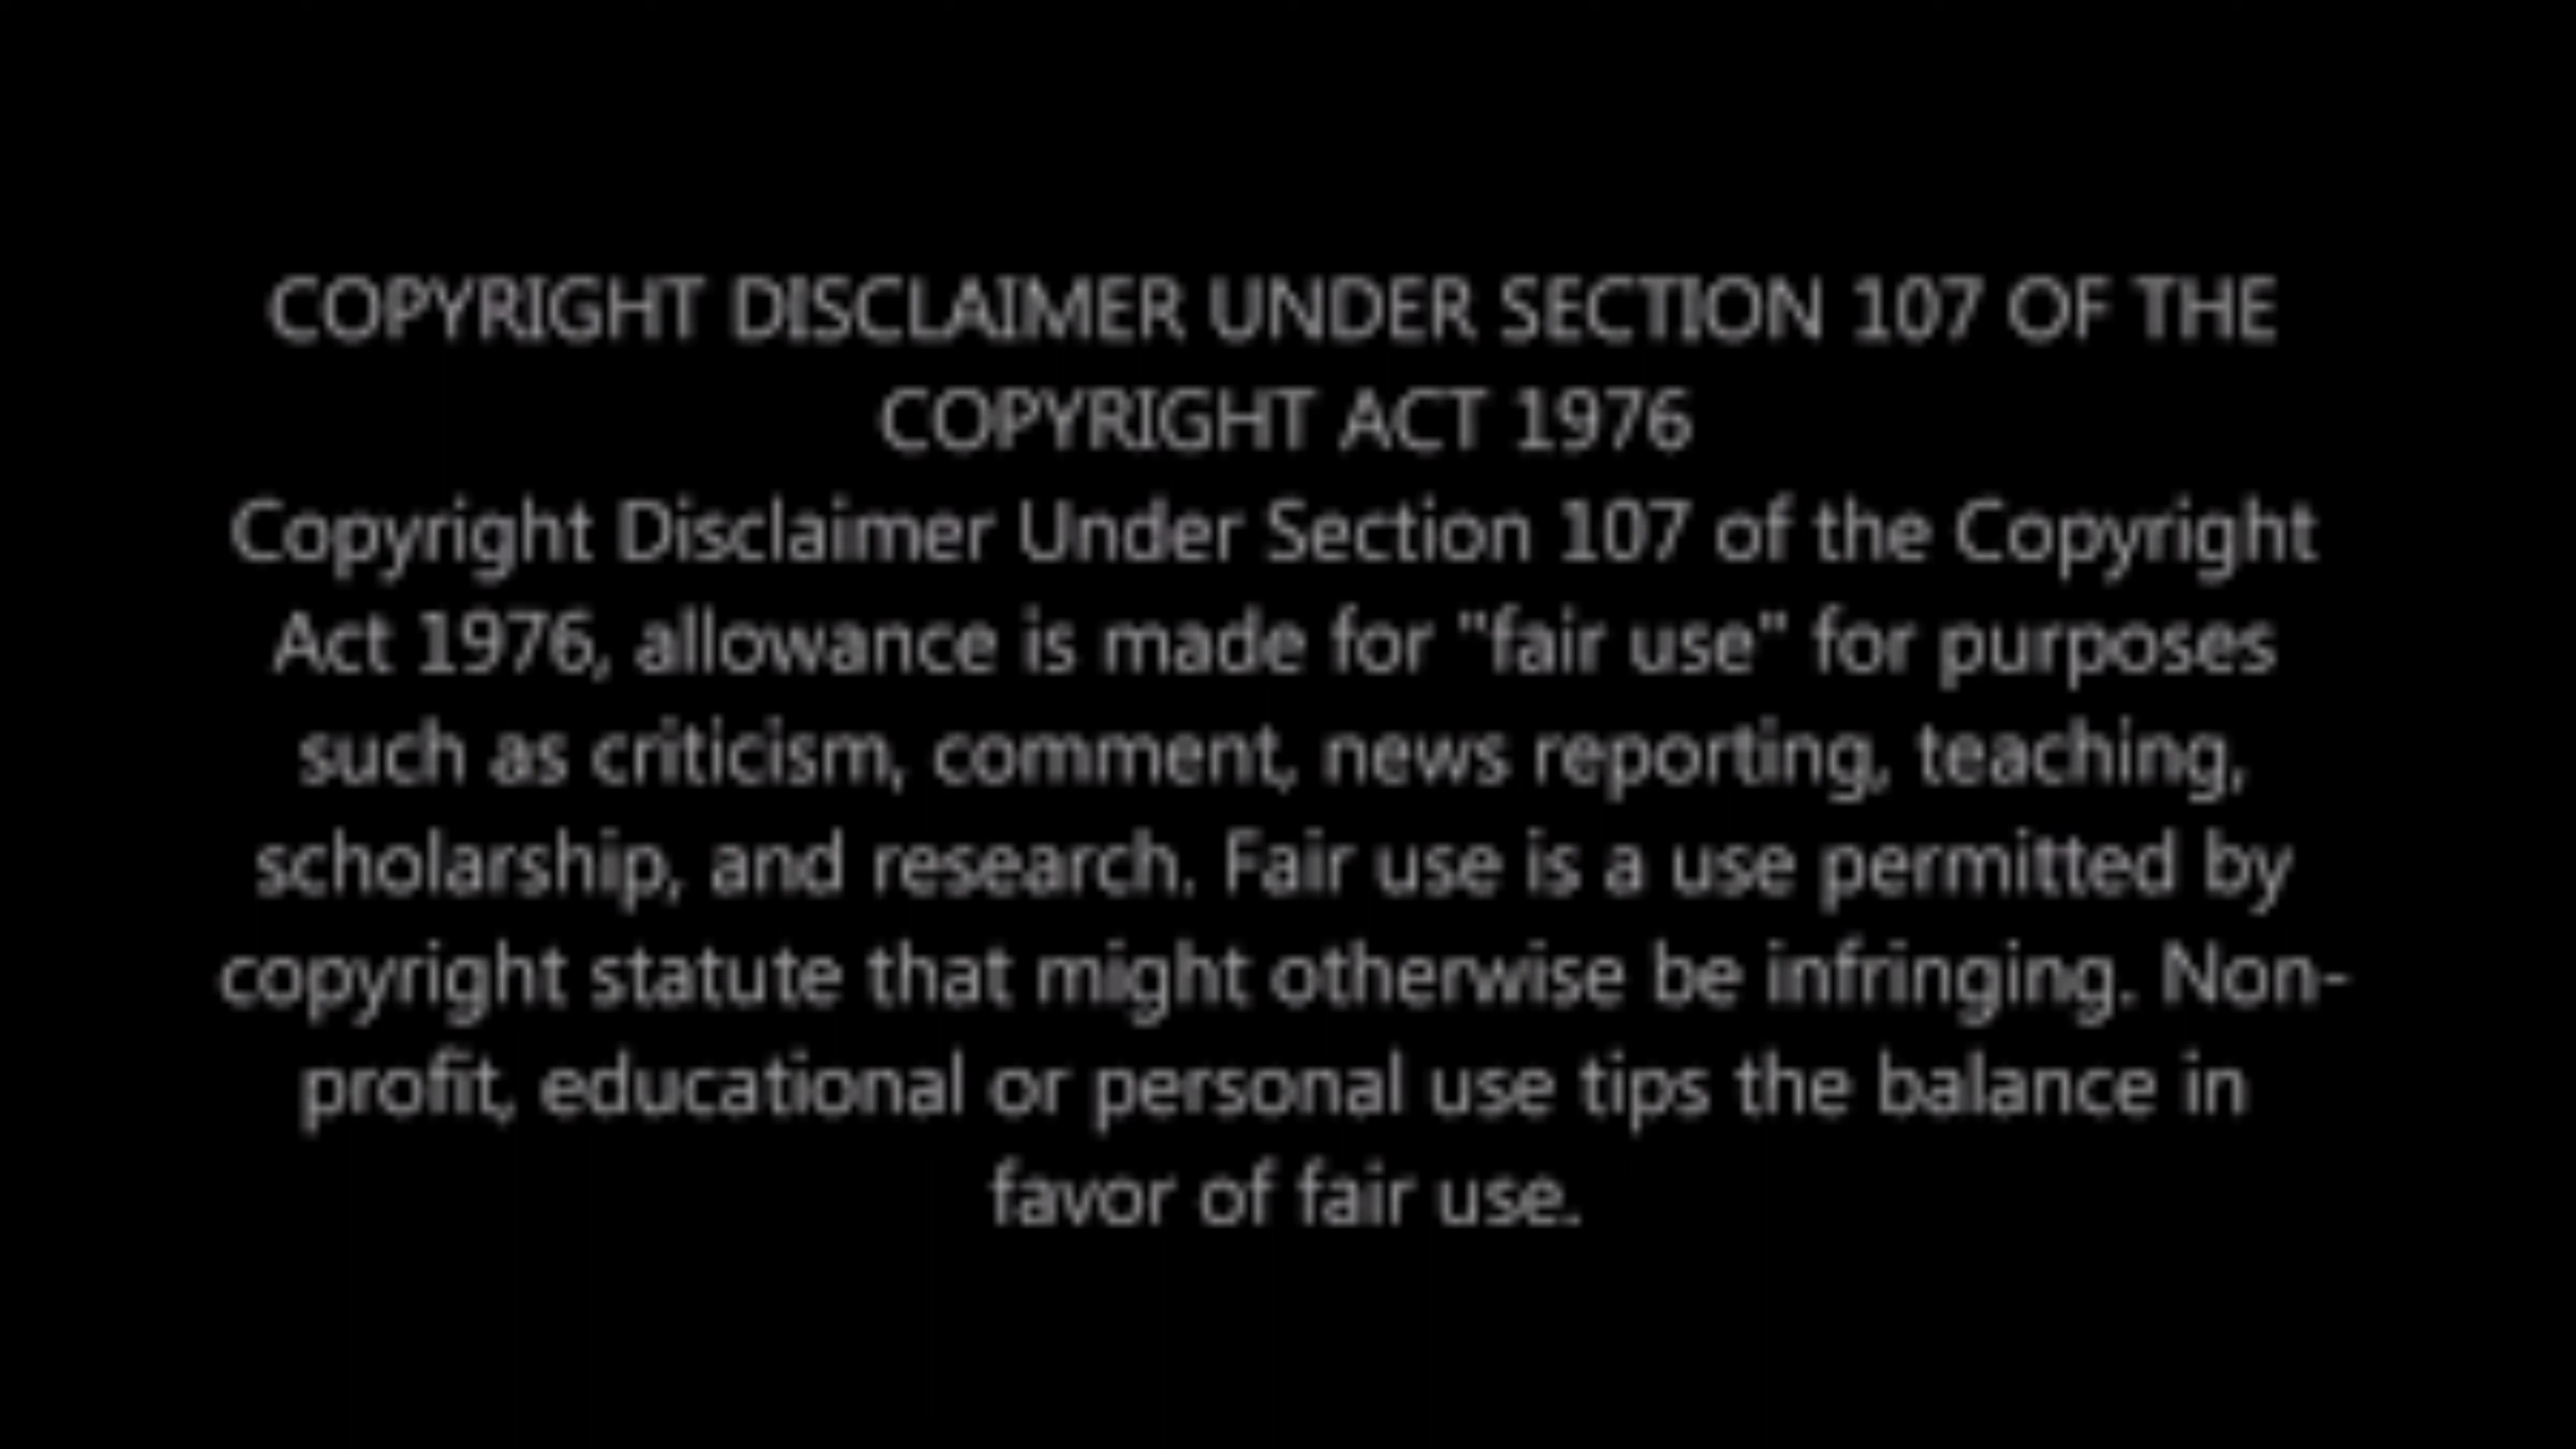 COPYRIGHT DISCLAIMER UNDER SECTION 107 OF THE
COPYRIGHT ACT 1976
Copyright Disclaimer Under Section 107 of the Copyright
Act 1976, allowance is made for "fair use" for purposes
such as criticism, comment, news reporting, teaching,
scholarship, and research. Fair use is a use permitted by
copyright statute that might otherwise be infringing. Non-
profit, educational or personal use tips the balance in
favor of fair use.